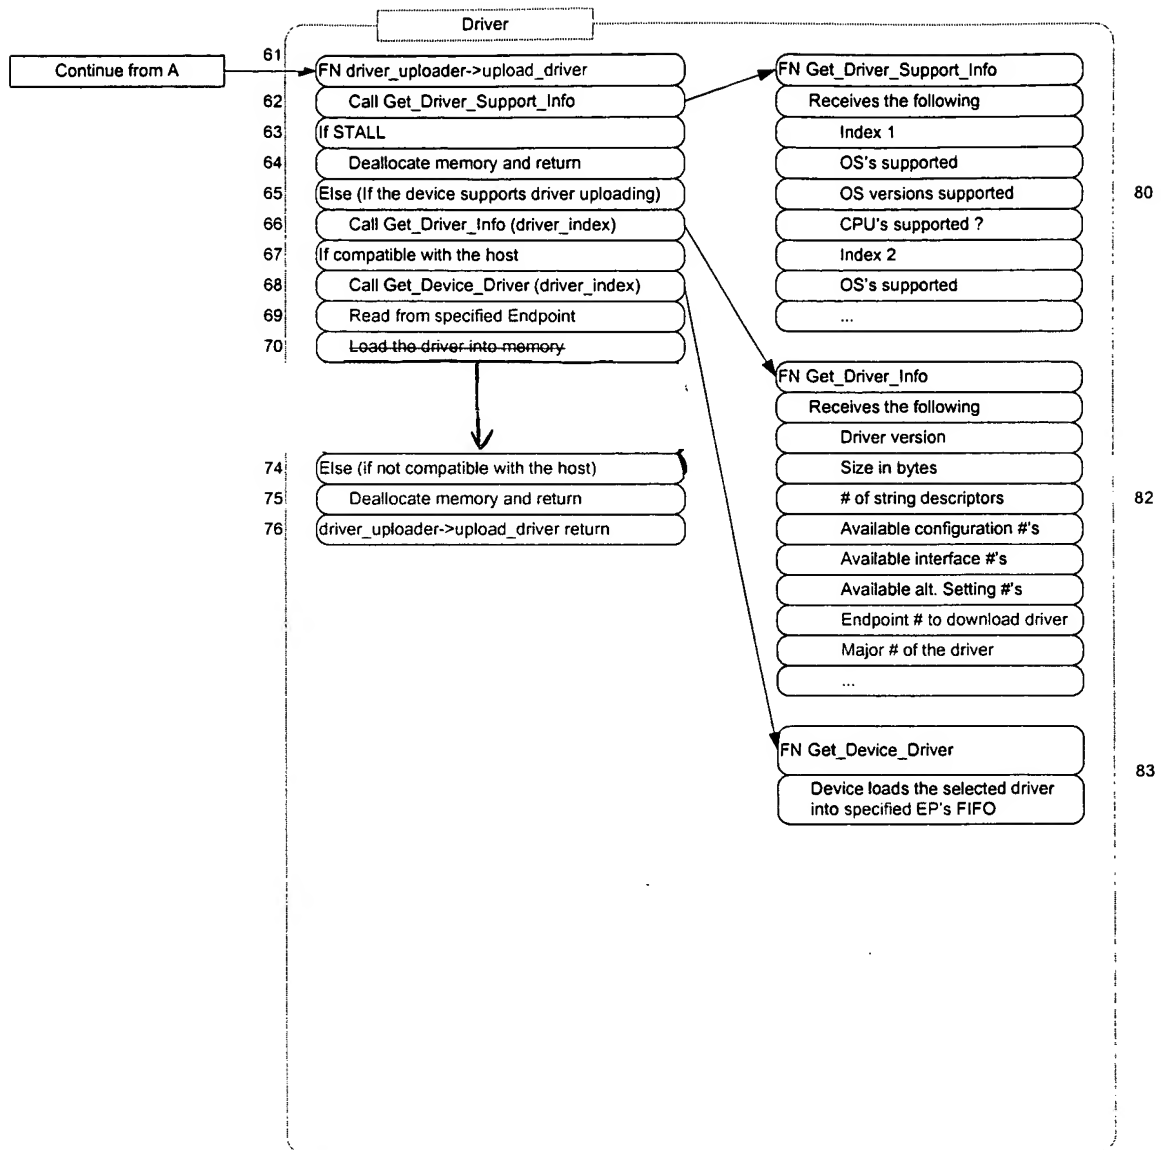 Driver
Continue from A
61
FN driver_uploader->upload_driver
62
Call Get_Driver_Support_Info
63
If STALL
64
Deallocate memory and return
65
Else (If the device supports driver uploading)
66
Call Get_Driver_Info (driver_index)
67
If compatible with the host
68
Call Get_Device_Driver (driver_index)
69
Read from specified Endpoint
70
Load the driver into memory
74
Else (if not compatible with the host)
75
Deallocate memory and return
76
driver_uploader->upload_driver return
FN Get_Driver_Support_Info
Receives the following
Index 1
OS's supported
OS versions supported
80
CPU's supported ?
Index 2
OS's supported
...
FN Get_Driver_Info
Receives the following
Driver version
Size in bytes
# of string descriptors
82
Available configuration #'s
Available interface #'s
Available alt. Setting #'s
Endpoint # to download driver
Major # of the driver
...
FN Get_Device_Driver
83
Device loads the selected driver
into specified EP's FIFO